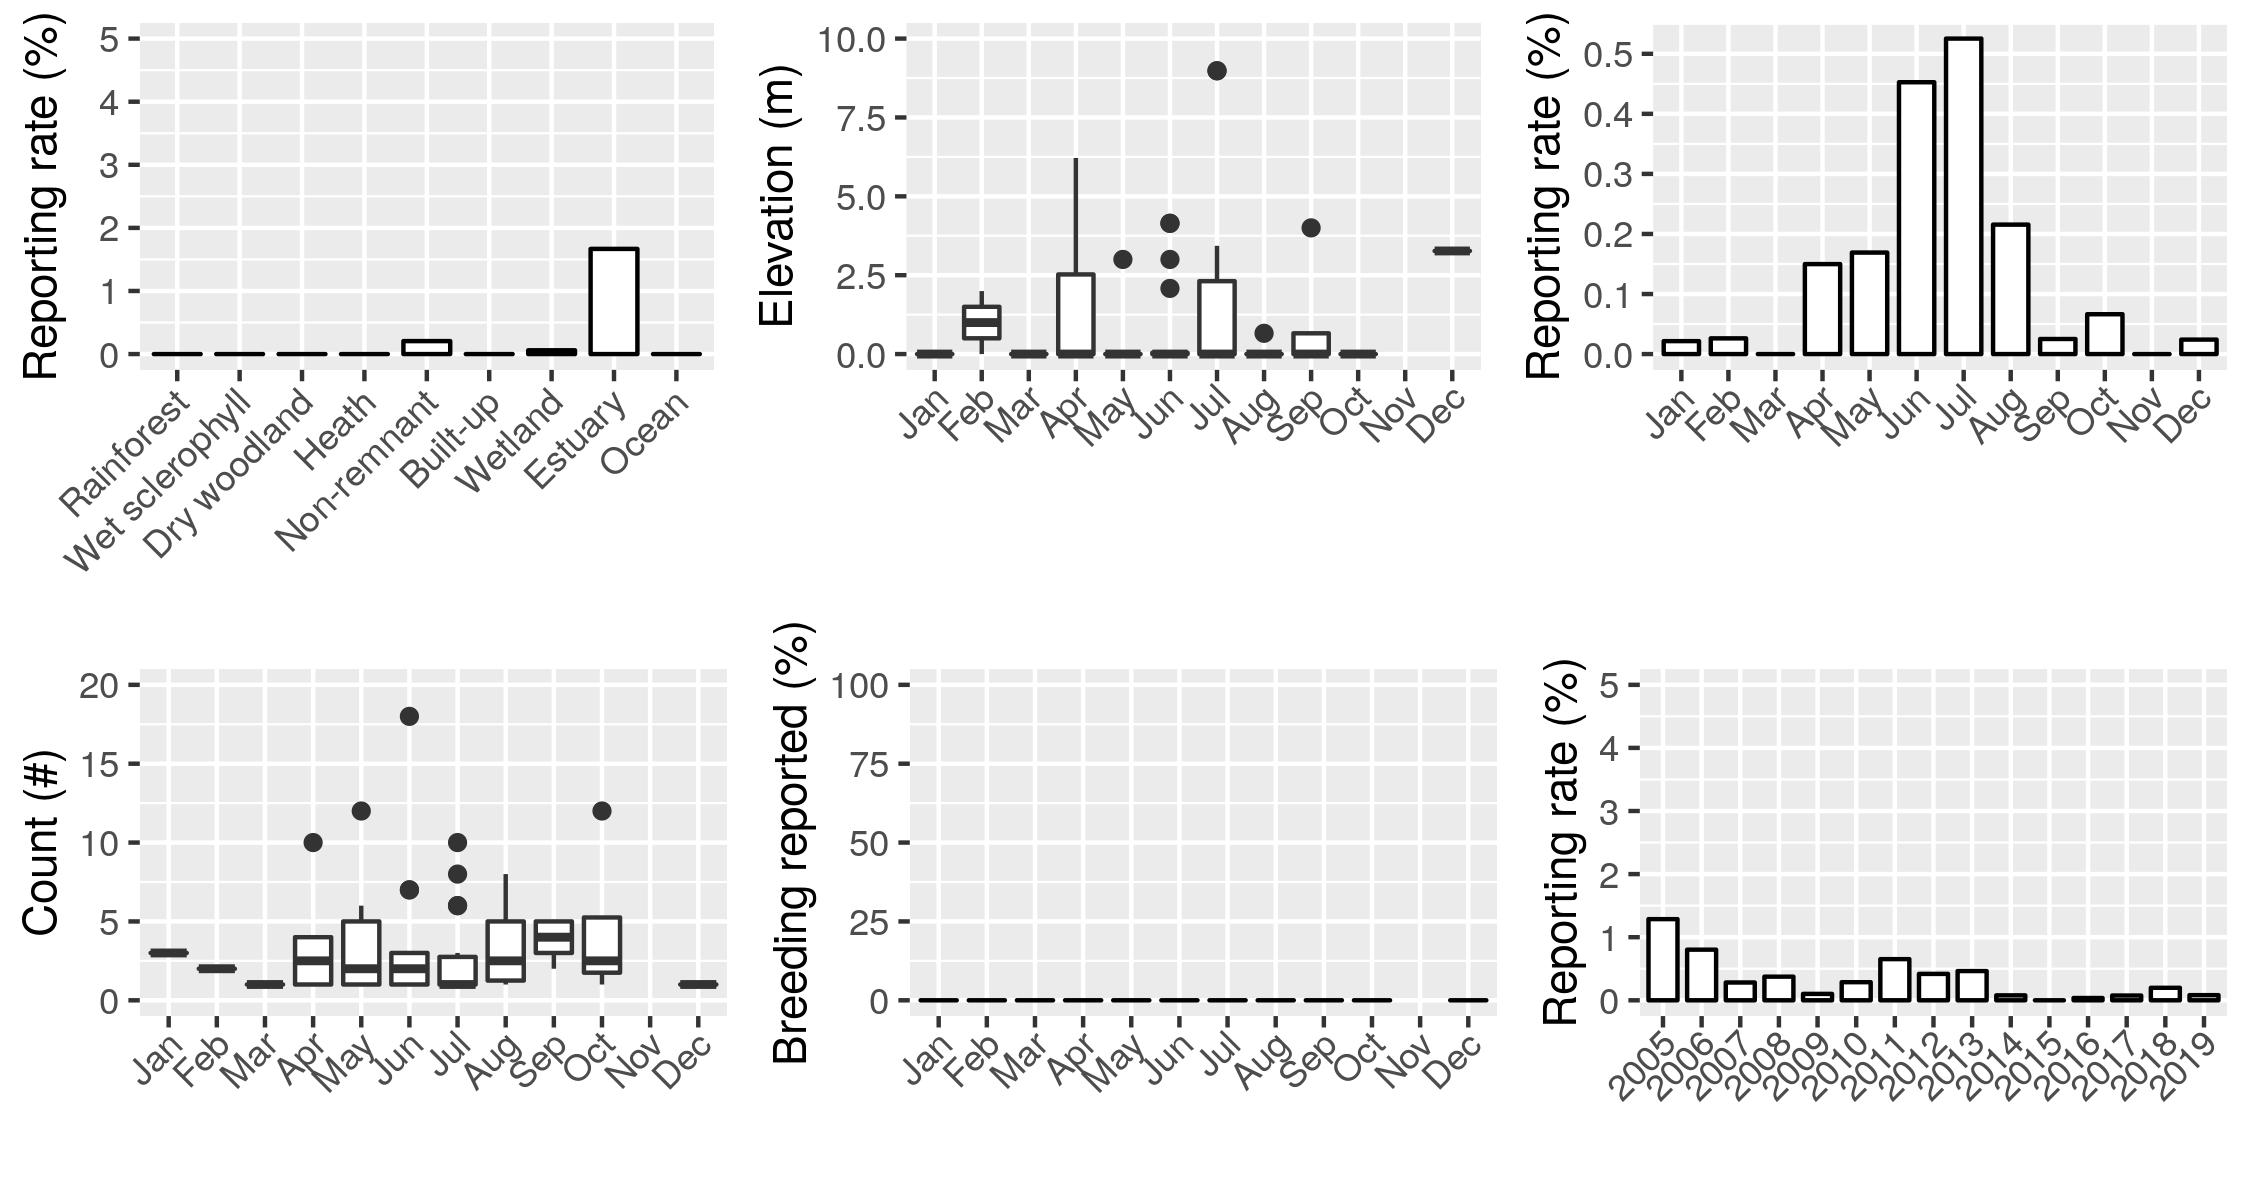 Reporting rate (%)
5
4
3
2
1
0
Rainforest
Wet sclerophyll
Dry woodland
Heath
Non-remnant
Built-up
Wetland
Estuary
Ocean
Elevation (m)
10.0
7.5
5.0
2.5
0.0
Jan
Feb
Mar
Apr
May
Jun
Jul
Aug
Sep
Oct
Nov
Dec
Reporting rate (%)
0.5
0.4
0.3
0.2
0.1
0.0
Jan
Feb
Mar
Apr
May
Jun
Jul
Aug
Sep
Oct
Nov
Dec
Count (#)
20
15
10
5
0
Jan
Feb
Mar
Apr
May
Jun
Jul
Aug
Sep
Oct
Nov
Dec
Breeding reported (%)
100
75
50
25
0
Jan
Feb
Mar
Apr
May
Jun
Jul
Aug
Sep
Oct
Nov
Dec
Reporting rate (%)
5
4
3
2
1
0
2005
2006
2007
2008
2009
2010
2011
2012
2013
2014
2015
2016
2017
2018
2019